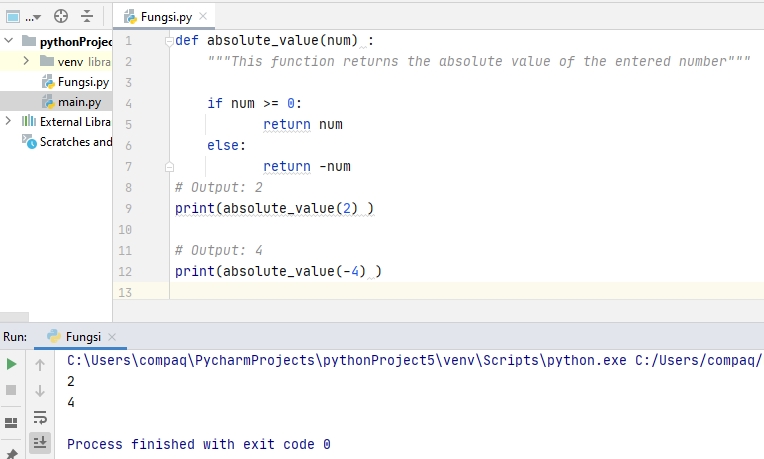 ...
Fungsi.py
pythonProjec
venv libra
Fungsi.py
main.py
External Libra
Scratches and
1 def absolute_value(num) :
2 """This function returns the absolute value of the entered number"""
3
4 if num >= 0:
5 return num
6 else:
7 return -num
8 # Output: 2
9 print(absolute_value(2) )
10
11 # Output: 4
12 print(absolute_value(-4) )
13
Run: Fungsi
C:\Users\compaq\PycharmProjects\pythonProject5\venv\Scripts\python.exe C:/Users/compaq/
2
4
Process finished with exit code 0